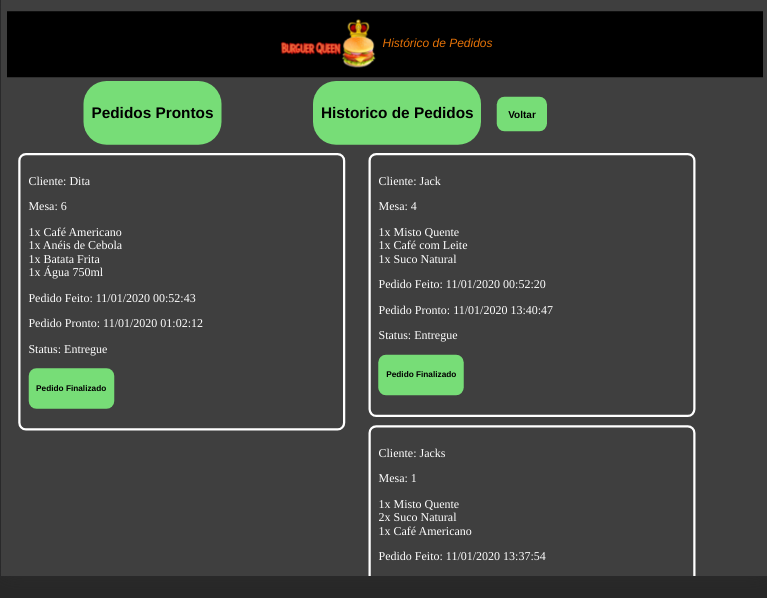 BURGUER QUEEN
Histórico de Pedidos
Pedidos Prontos
Historico de Pedidos
Voltar
Cliente: Dita
Mesa: 6
1x Café Americano
1x Anéis de Cebola
1x Batata Frita
1x Água 750ml
Pedido Feito: 11/01/2020 00:52:43
Pedido Pronto: 11/01/2020 01:02:12
Status: Entregue
Pedido Finalizado
Cliente: Jack
Mesa: 4
1x Misto Quente
1x Café com Leite
1x Suco Natural
Pedido Feito: 11/01/2020 00:52:20
Pedido Pronto: 11/01/2020 13:40:47
Status: Entregue
Pedido Finalizado
Cliente: Jacks
Mesa: 1
1x Misto Quente
2x Suco Natural
1x Café Americano
Pedido Feito: 11/01/2020 13:37:54